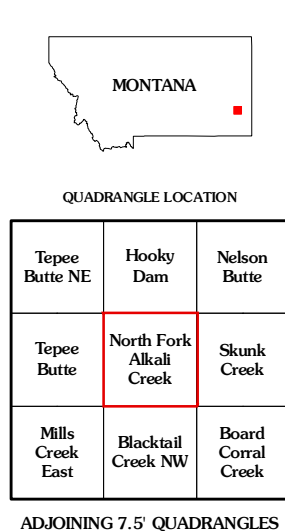 MONTANA
QUADRANGLE LOCATION
Tepee
Butte NE
Hooky
Dam
Nelson
Butte
Tepee
Butte
North Fork
Alkali
Creek
Skunk
Creek
Mills
Creek
East
Blacktail
Creek NW
Board
Corral
Creek
ADJOINING 7.5' QUADRANGLES